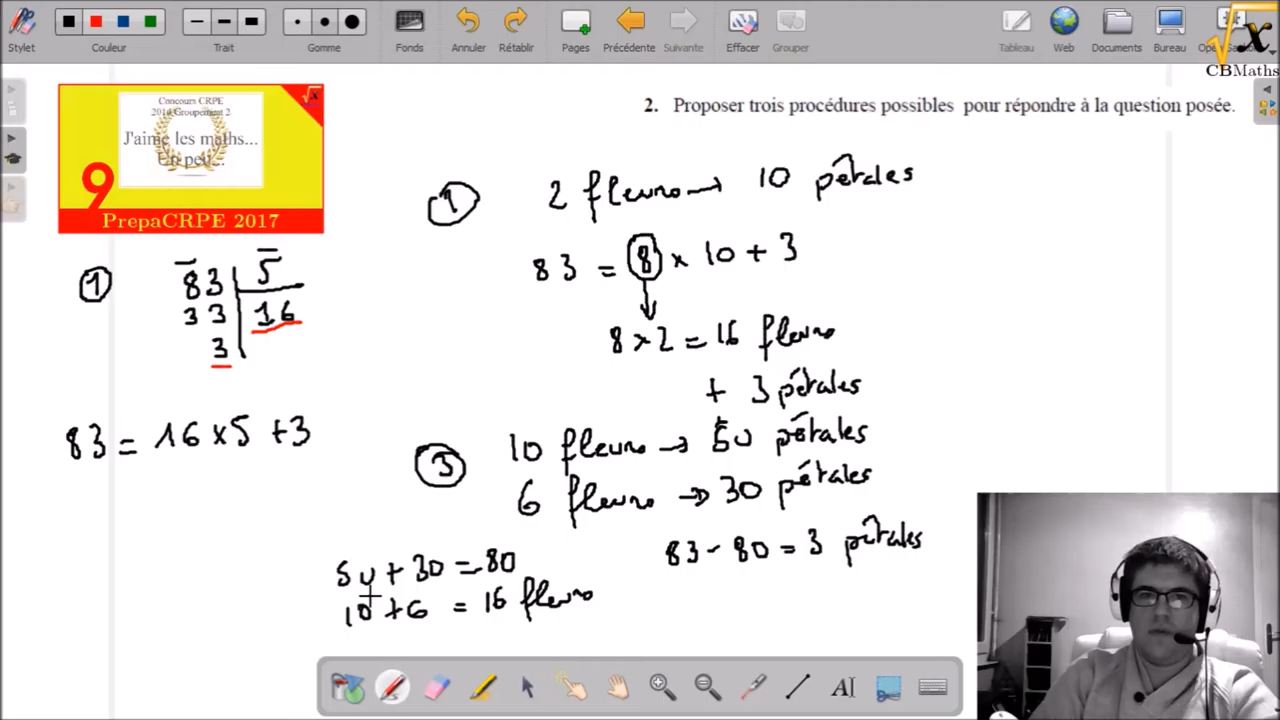 Stylet
Couleur
Trait
Gomme
Fonds
Annuler
Rétablir
Pages
Précédente
Suivante
Effacer
Grouper
Tableau
Web
Documents
Bureau
CBMaths
Concours CRPE
J'aime les maths...
Un peu...
9
PrepaCRPE 2017
2. Proposer trois procédures possibles pour répondre à la question posée.
① 83 | 5
33 | 16
3
83 = 16 × 5 + 3
① 2 fleurs → 10 pétales
83 = 8 × 10 + 3
8 × 2 = 16 fleurs
+ 3 pétales
③ 10 fleurs → 50 pétales
6 fleurs → 30 pétales
83 - 80 = 3 pétales
50 + 30 = 80
10 + 6 = 16 fleurs